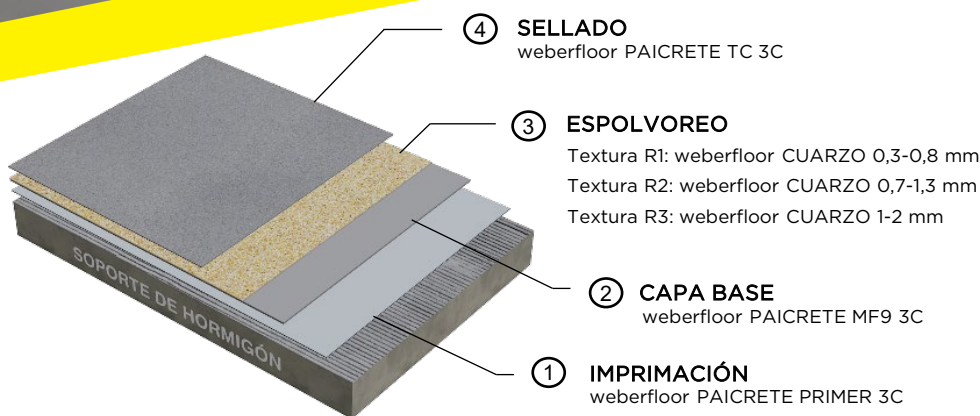 4 SELLADO
weberfloor PAICRETE TC 3C
3 ESPOLVOREO
Textura R1: weberfloor CUARZO 0,3-0,8 mm
Textura R2: weberfloor CUARZO 0,7-1,3 mm
Textura R3: weberfloor CUARZO 1-2 mm
SOPORTE DE HORMIGÓN
2 CAPA BASE
weberfloor PAICRETE MF9 3C
1 IMPRIMACIÓN
weberfloor PAICRETE PRIMER 3C